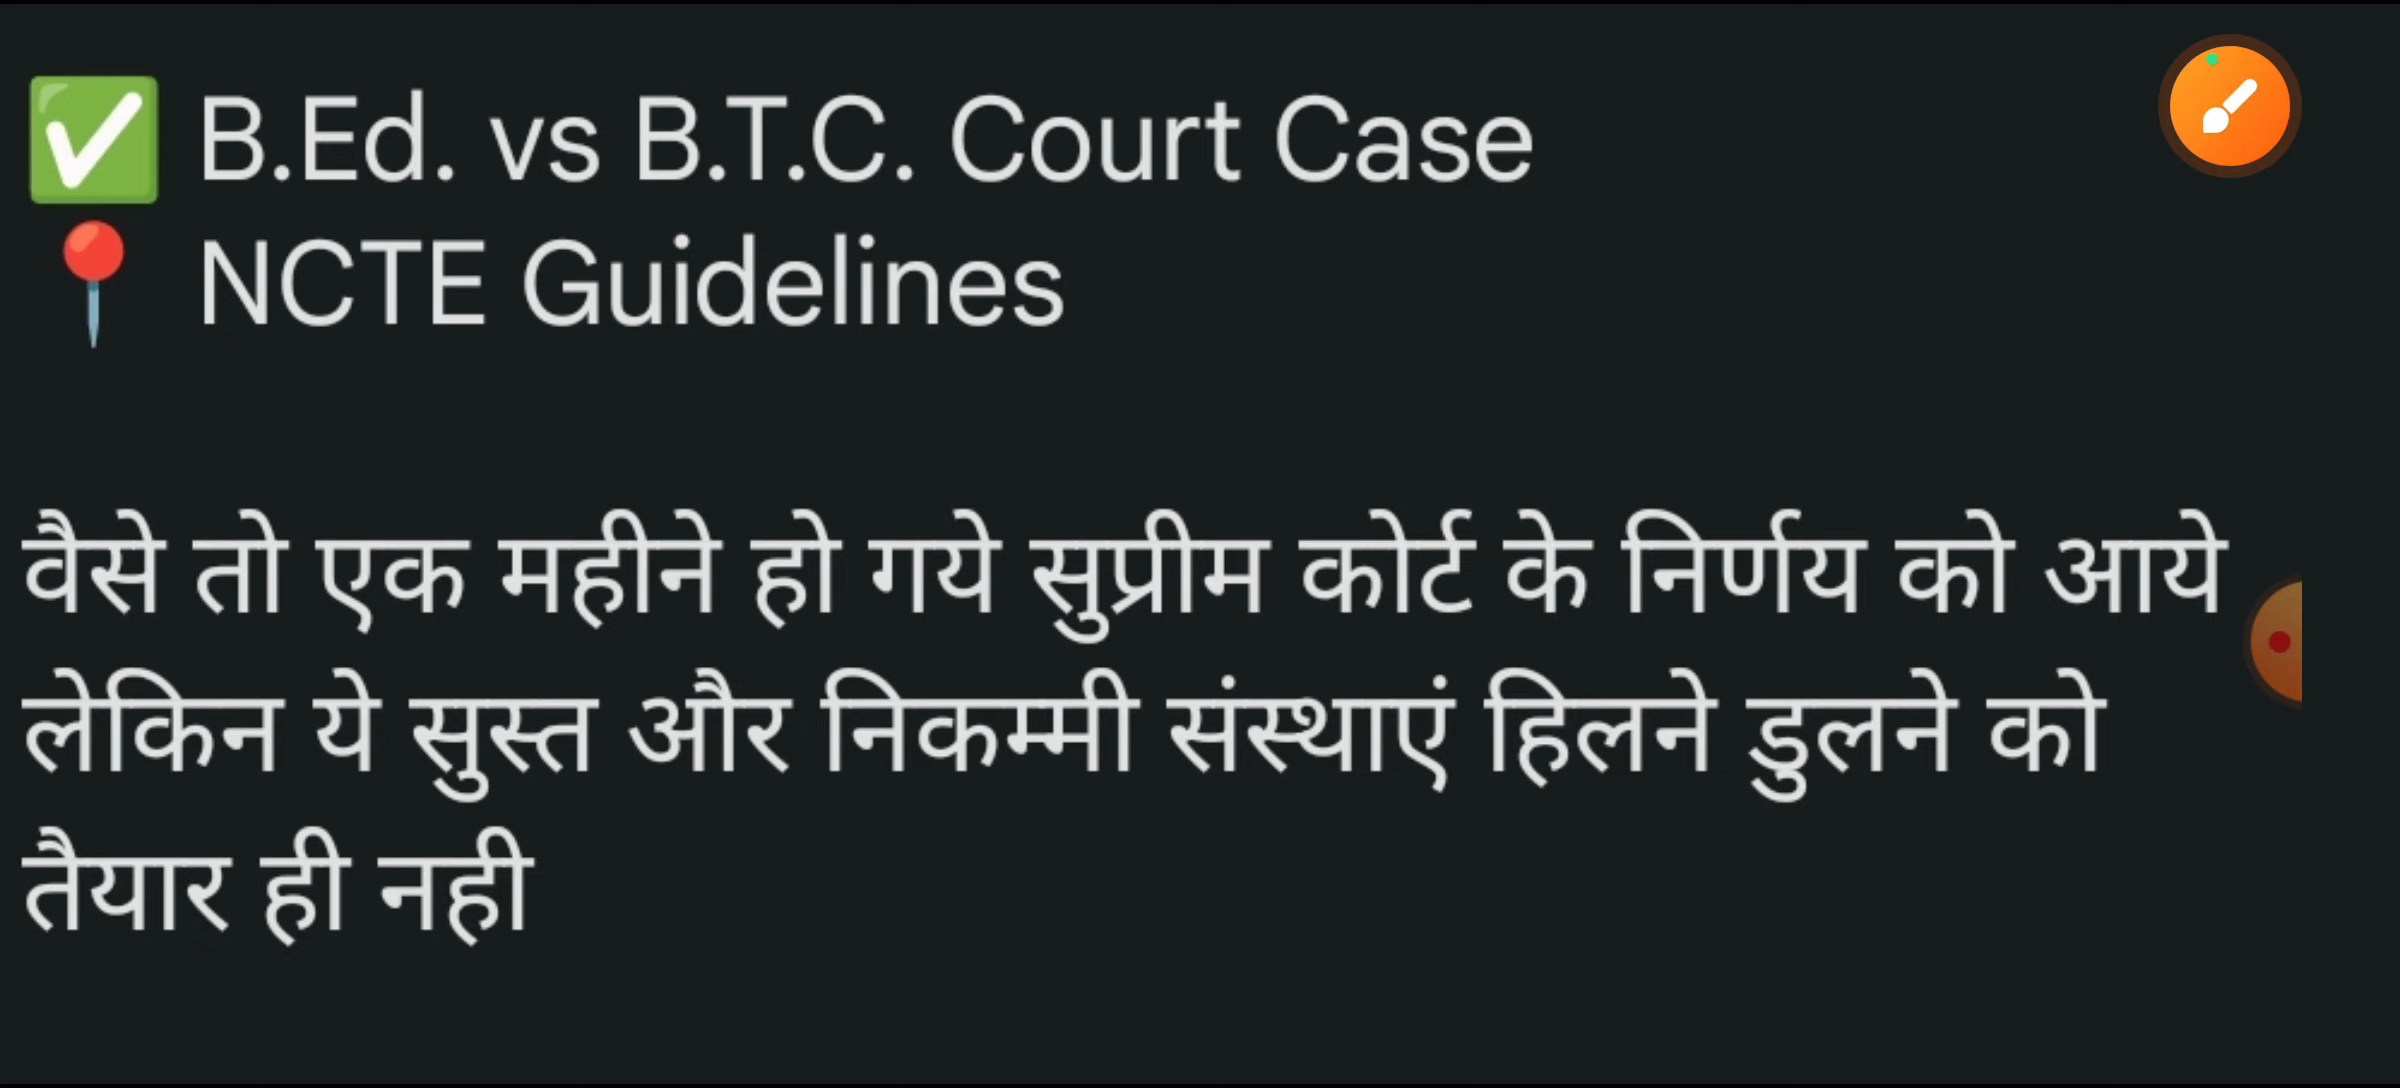 ✅ B.Ed. vs B.T.C. Court Case
📍 NCTE Guidelines
वैसे तो एक महीने हो गये सुप्रीम कोर्ट के निर्णय को आये
लेकिन ये सुस्त और निकम्मी संस्थाएं हिलने डुलने को
तैयार ही नही